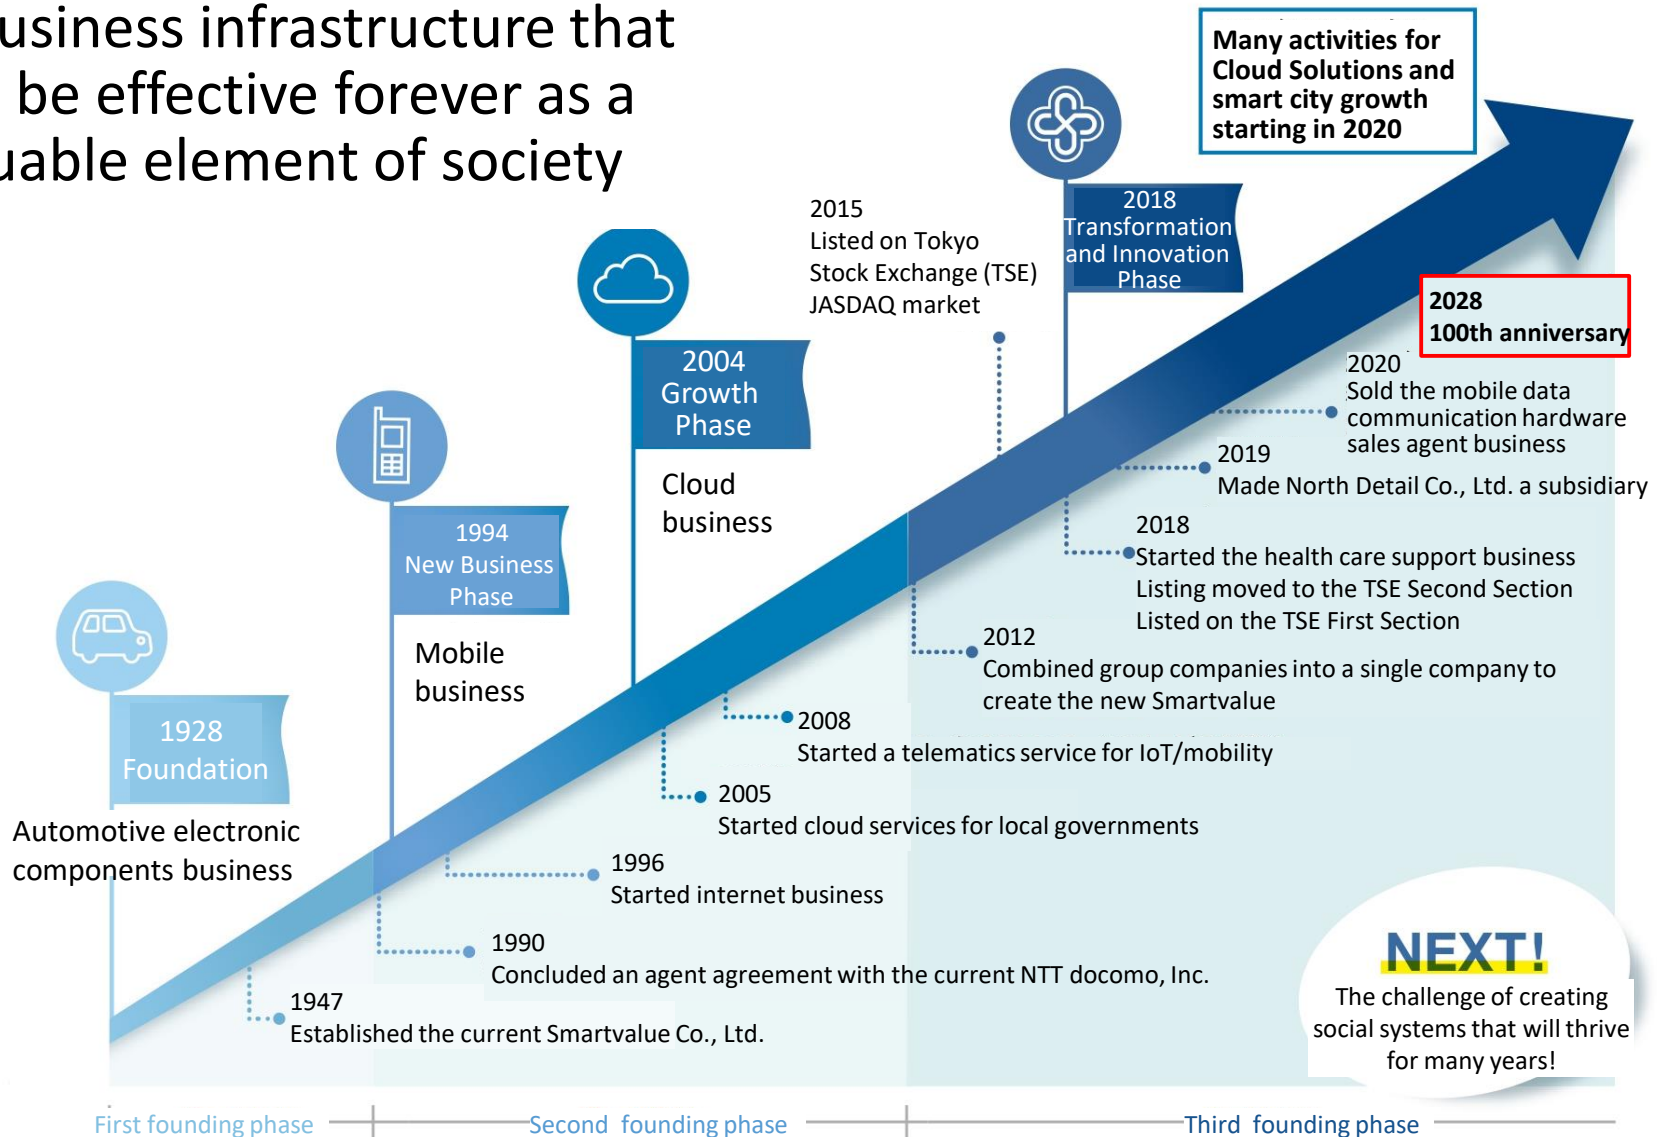 usiness infrastructure that
be effective forever as a
uable element of society
Many activities for
Cloud Solutions and
smart city growth
starting in 2020
2015
Listed on Tokyo
Stock Exchange (TSE)
JASDAQ market
2018
Transformation
and Innovation
Phase
2028
100th anniversary
2004
Growth
Phase
2020
Sold the mobile data
communication hardware
sales agent business
2019
Made North Detail Co., Ltd. a subsidiary
Cloud
business
1994
New Business
Phase
2018
Started the health care support business
Listing moved to the TSE Second Section
Listed on the TSE First Section
2012
Combined group companies into a single company to
create the new Smartvalue
Mobile
business
1928
Foundation
2008
Started a telematics service for IoT/mobility
2005
Started cloud services for local governments
Automotive electronic
components business
1996
Started internet business
1990
Concluded an agent agreement with the current NTT docomo, Inc.
1947
Established the current Smartvalue Co., Ltd.
NEXT!
The challenge of creating
social systems that will thrive
for many years!
First founding phase
Second founding phase
Third founding phase